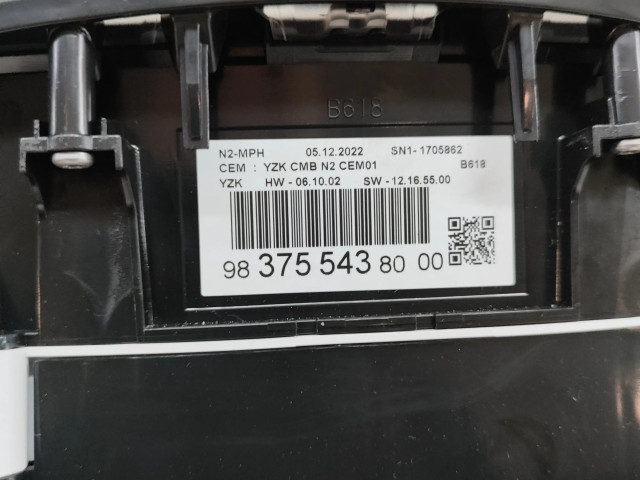 B618
N2-MPH 05.12.2022 SN1- 1705862
CEM : YZK CMB N2 CEM01 B618
YZK HW - 06.10.02 SW - 12.16.55.00
98 375 543 80 00